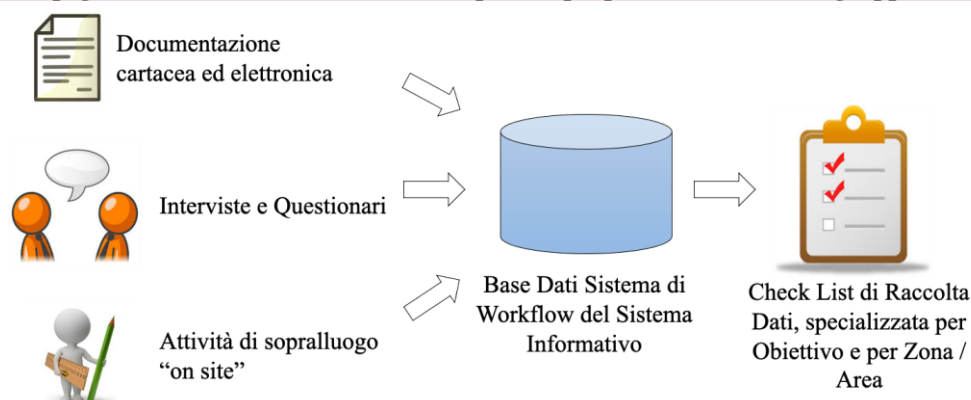 Documentazione
cartacea ed elettronica
Interviste e Questionari
Attività di sopralluogo
“on site”
Base Dati Sistema di
Workflow del Sistema
Informativo
Check List di Raccolta
Dati, specializzata per
Obiettivo e per Zona /
Area